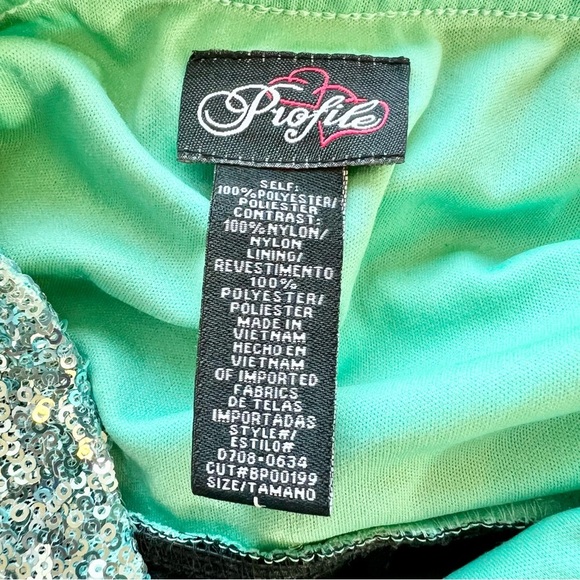 Profile
SELF:
100%POLYESTER/
POLIESTER
CONTRAST:
100%NYLON/
NYLON
LINING/
REVESTIMENTO
100%
POLYESTER/
POLIESTER
MADE IN
VIETNAM
HECHO EN
VIETNAM
OF IMPORTED
FABRICS
DE TELAS
IMPORTADAS
STYLE#/
ESTILO#
D708-0634
CUT#BP00199
SIZE/TAMANO
L